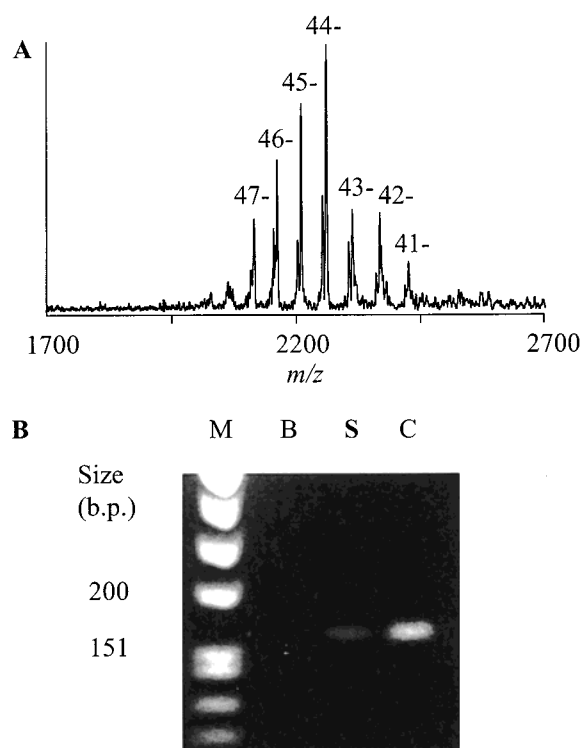 A
44-
45-
46-
47-
43-
42-
41-
1700
2200
2700
m/z
B
M
B
S
C
Size
(b.p.)
200
151